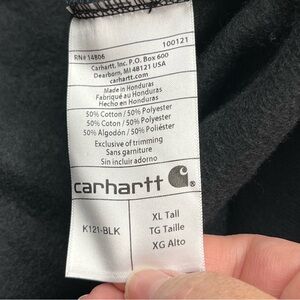 RN# 14806 100121
Carhartt, Inc. P.O. Box 600
Dearborn, MI 48121 USA
carhartt.com
Made in Honduras
Fabriqué au Honduras
Hecho en Honduras
50% Cotton / 50% Polyester
50% Coton / 50% Polyester
50% Algodón / 50% Poliéster
Exclusive of trimming
Sans garniture
Sin incluir adorno
carhartt
K121-BLK
XL Tall
TG Taille
XG Alto